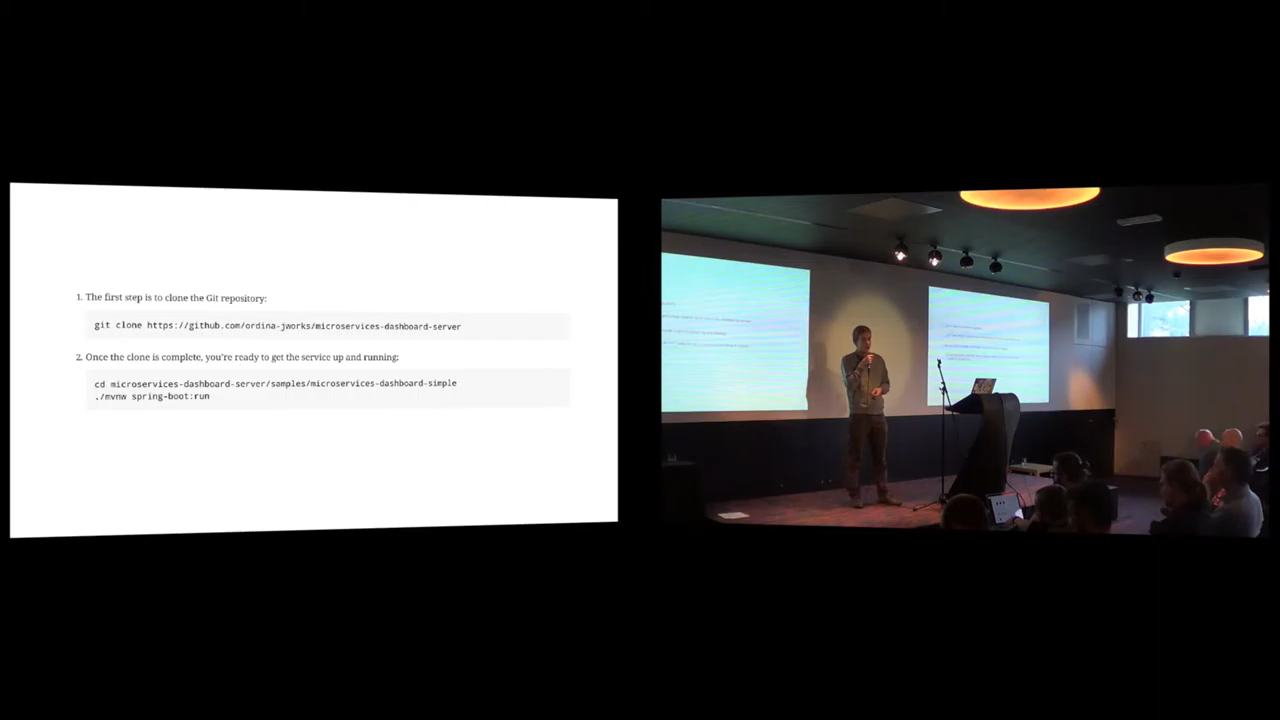 1. The first step is to clone the Git repository:
git clone https://github.com/ordina-jworks/microservices-dashboard-server
2. Once the clone is complete, you're ready to get the service up and running:
cd microservices-dashboard-server/samples/microservices-dashboard-simple
./mvnw spring-boot:run